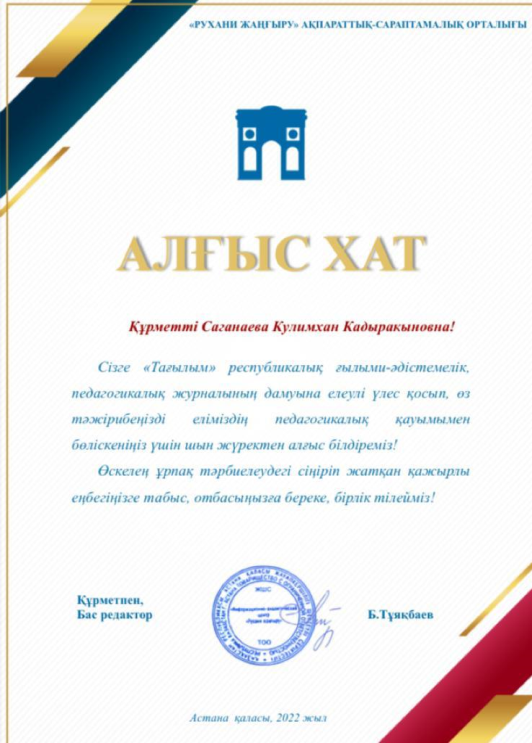 «РУХАНИ ЖАҢҒЫРУ» АҚПАРАТТЫҚ-САРАПТАМАЛЫҚ ОРТАЛЫҒЫ
АЛҒЫС ХАТ
Құрметті Саганаева Кулимхан Кадыракыновна!
Сізге «Тағылым» республикалық ғылыми-әдістемелік,
педагогикалық журналының дамуына елеулі үлес қосып, өз
тәжірибеңізді еліміздің педагогикалық қауымымен
бөліскеніңіз үшін шын жүректен алғыс білдіреміз!
Өскелең ұрпақ тәрбиелеудегі сіңіріп жатқан қажырлы
еңбегіңізге табыс, отбасыңызға береке, бірлік тілейміз!
Құрметпен,
Бас редактор
ЖШС
ТОО
Б.Тұяқбаев
Астана қаласы, 2022 жыл